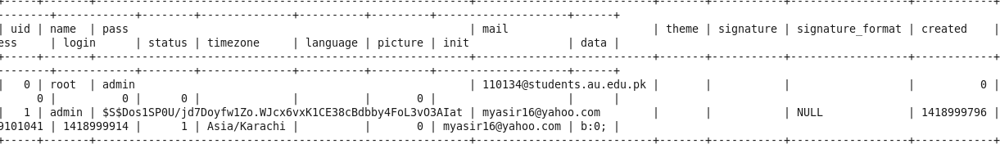 | uid | name | pass | mail | theme | signature | signature_format | created |
ess | login | status | timezone | language | picture | init | data |
| 0 | root | admin | 110134@students.au.edu.pk | | | | 0 |
0 | 0 | 0 | | | 0 | | |
| 1 | admin | $S$Dos1SP0U/jd7Doyfw1Zo.WJcx6vxK1CE38cBdbby4FoL3vO3AIat | myasir16@yahoo.com | | | NULL | 1418999796 |
9101041 | 1418999914 | 1 | Asia/Karachi | | 0 | myasir16@yahoo.com | b:0; |